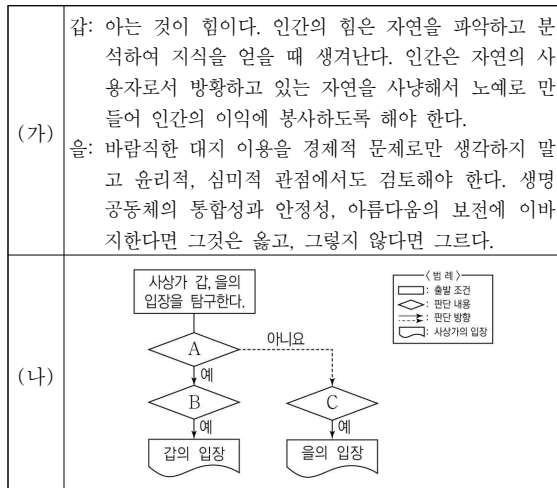 (가)
갑: 아는 것이 힘이다. 인간의 힘은 자연을 파악하고 분
석하여 지식을 얻을 때 생겨난다. 인간은 자연의 사
용자로서 방황하고 있는 자연을 사냥해서 노예로 만
들어 인간의 이익에 봉사하도록 해야 한다.
을: 바람직한 대지 이용을 경제적 문제로만 생각하지 말
고 윤리적, 심미적 관점에서도 검토해야 한다. 생명
공동체의 통합성과 안정성, 아름다움의 보전에 이바
지한다면 그것은 옳고, 그렇지 않다면 그르다.
(나)
사상가 갑, 을의
입장을 탐구한다.
A
아니요
예
B
C
예
예
갑의 입장
을의 입장
<범례>
: 출발 조건
: 판단 내용
: 판단 방향
: 사상가의 입장